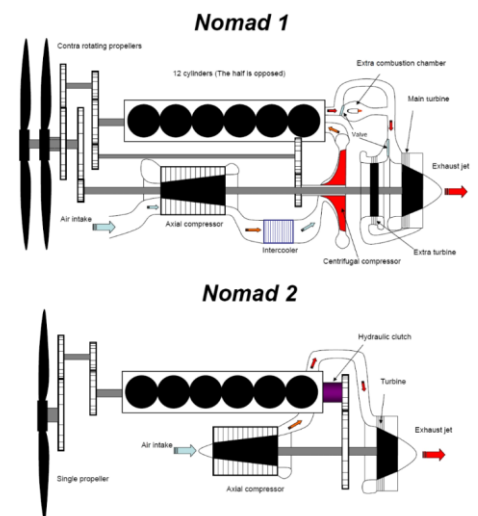 Nomad 1
Contra rotating propellers
Extra combustion chamber
12 cylinders (The half is opposed)
Main turbine
Valve
Exhaust jet
Air intake
Axial compressor
Intercooler
Extra turbine
Centrifugal compressor
Nomad 2
Hydraulic clutch
Turbine
Air intake
Exhaust jet
Single propeller
Axial compressor